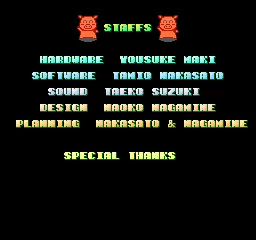 STAFFS
HARDWARE YOUSUKE MAKI
SOFTWARE TAMIO NAKASATO
SOUND TAEKO SUZUKI
DESIGN NAOKO NAGAMINE
PLANNING NAKASATO & NAGAMINE
SPECIAL THANKS